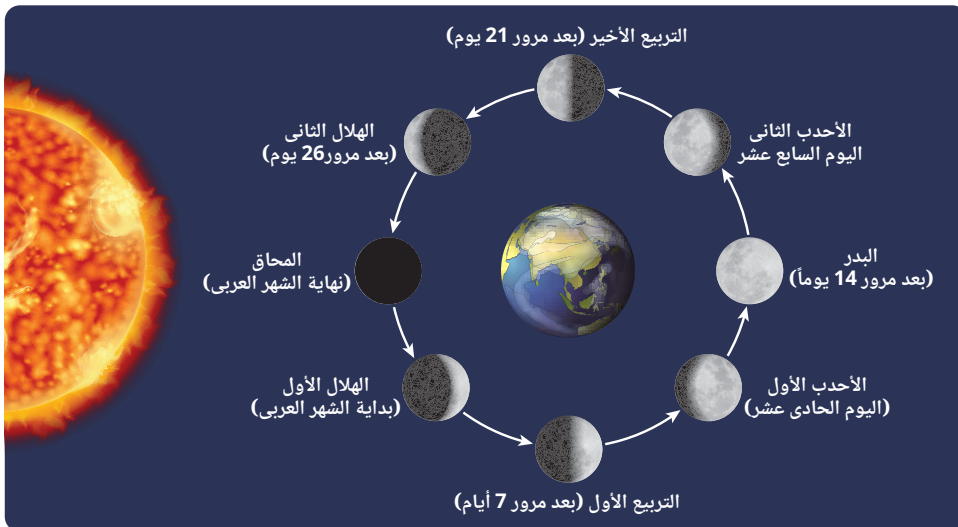 التربيع الأخير (بعد مرور 21 يوم)
الأحدب الثانى
اليوم السابع عشر
الهلال الثانى
(بعد مرور26 يوم)
البدر
(بعد مرور 14 يوماً)
المحاق
(نهاية الشهر العربى)
الأحدب الأول
(اليوم الحادى عشر)
الهلال الأول
(بداية الشهر العربى)
التربيع الأول (بعد مرور 7 أيام)